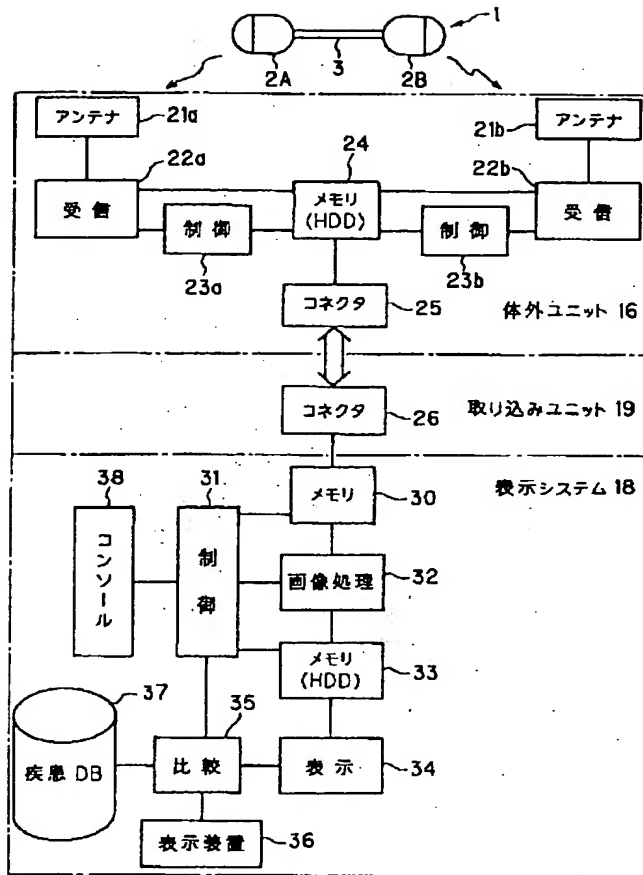 1
2A
3
2B
アンテナ
21a
アンテナ
21b
22a
24
22b
受信
メモリ
(HDD)
受信
制御
制御
23a
23b
コネクタ
25
体外ユニット 16
コネクタ
26
取り込みユニット 19
38
31
メモリ
30
表示システム 18
コンソール
制御
画像処理
32
メモリ
(HDD)
33
37
35
疾患 DB
比較
表示
34
表示装置
36